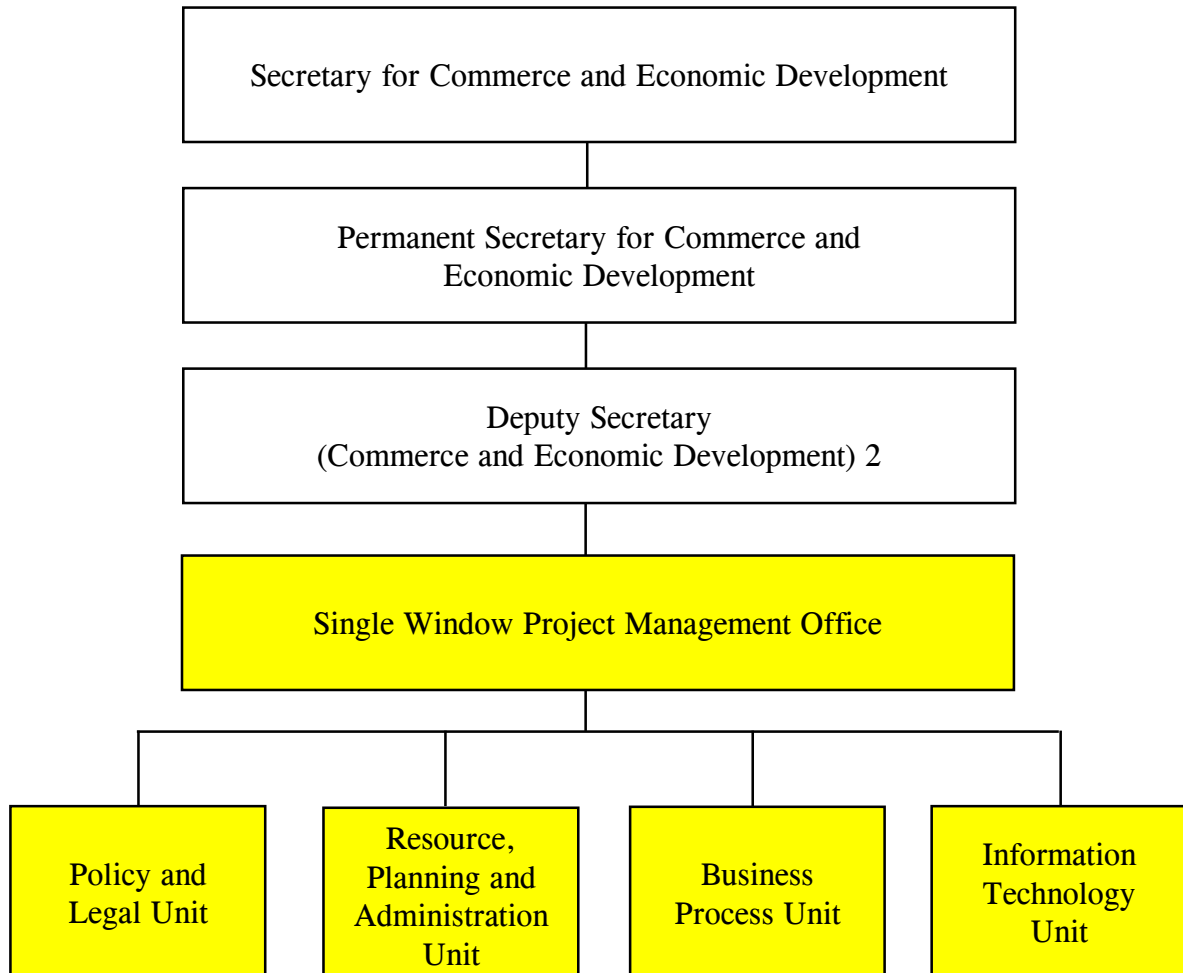 Secretary for Commerce and Economic Development
Permanent Secretary for Commerce and
Economic Development
Deputy Secretary
(Commerce and Economic Development) 2
Single Window Project Management Office
Policy and
Legal Unit
Resource,
Planning and
Administration
Unit
Business
Process Unit
Information
Technology
Unit